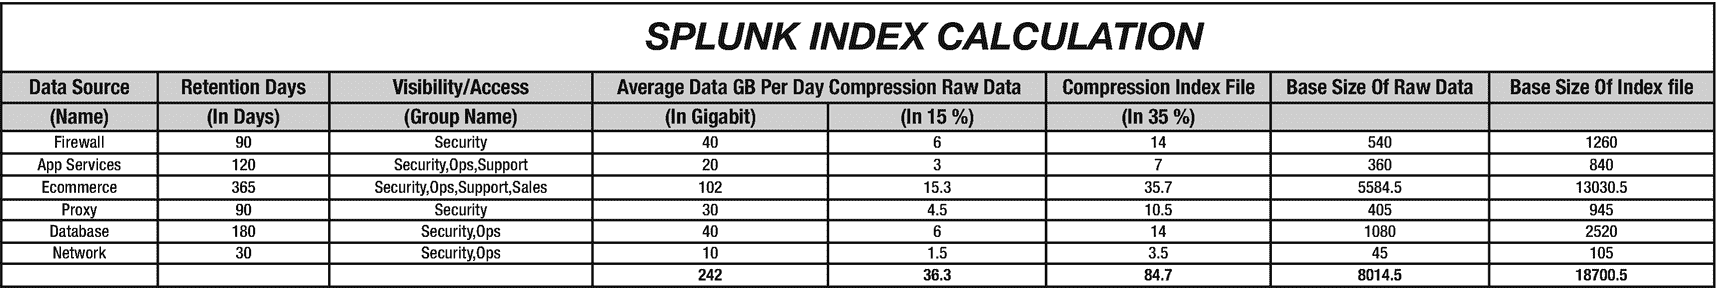 SPLUNK INDEX CALCULATION
Data Source Retention Days Visibility/Access Average Data GB Per Day Compression Raw Data Compression Index File Base Size Of Raw Data Base Size Of Index file
(Name) (In Days) (Group Name) (In Gigabit) (In 15 %) (In 35 %)
Firewall 90 Security 40 6 14 540 1260
App Services 120 Security,Ops,Support 20 3 7 360 840
Ecommerce 365 Security,Ops,Support,Sales 102 15.3 35.7 5584.5 13030.5
Proxy 90 Security 30 4.5 10.5 405 945
Database 180 Security,Ops 40 6 14 1080 2520
Network 30 Security,Ops 10 1.5 3.5 45 105
242 36.3 84.7 8014.5 18700.5